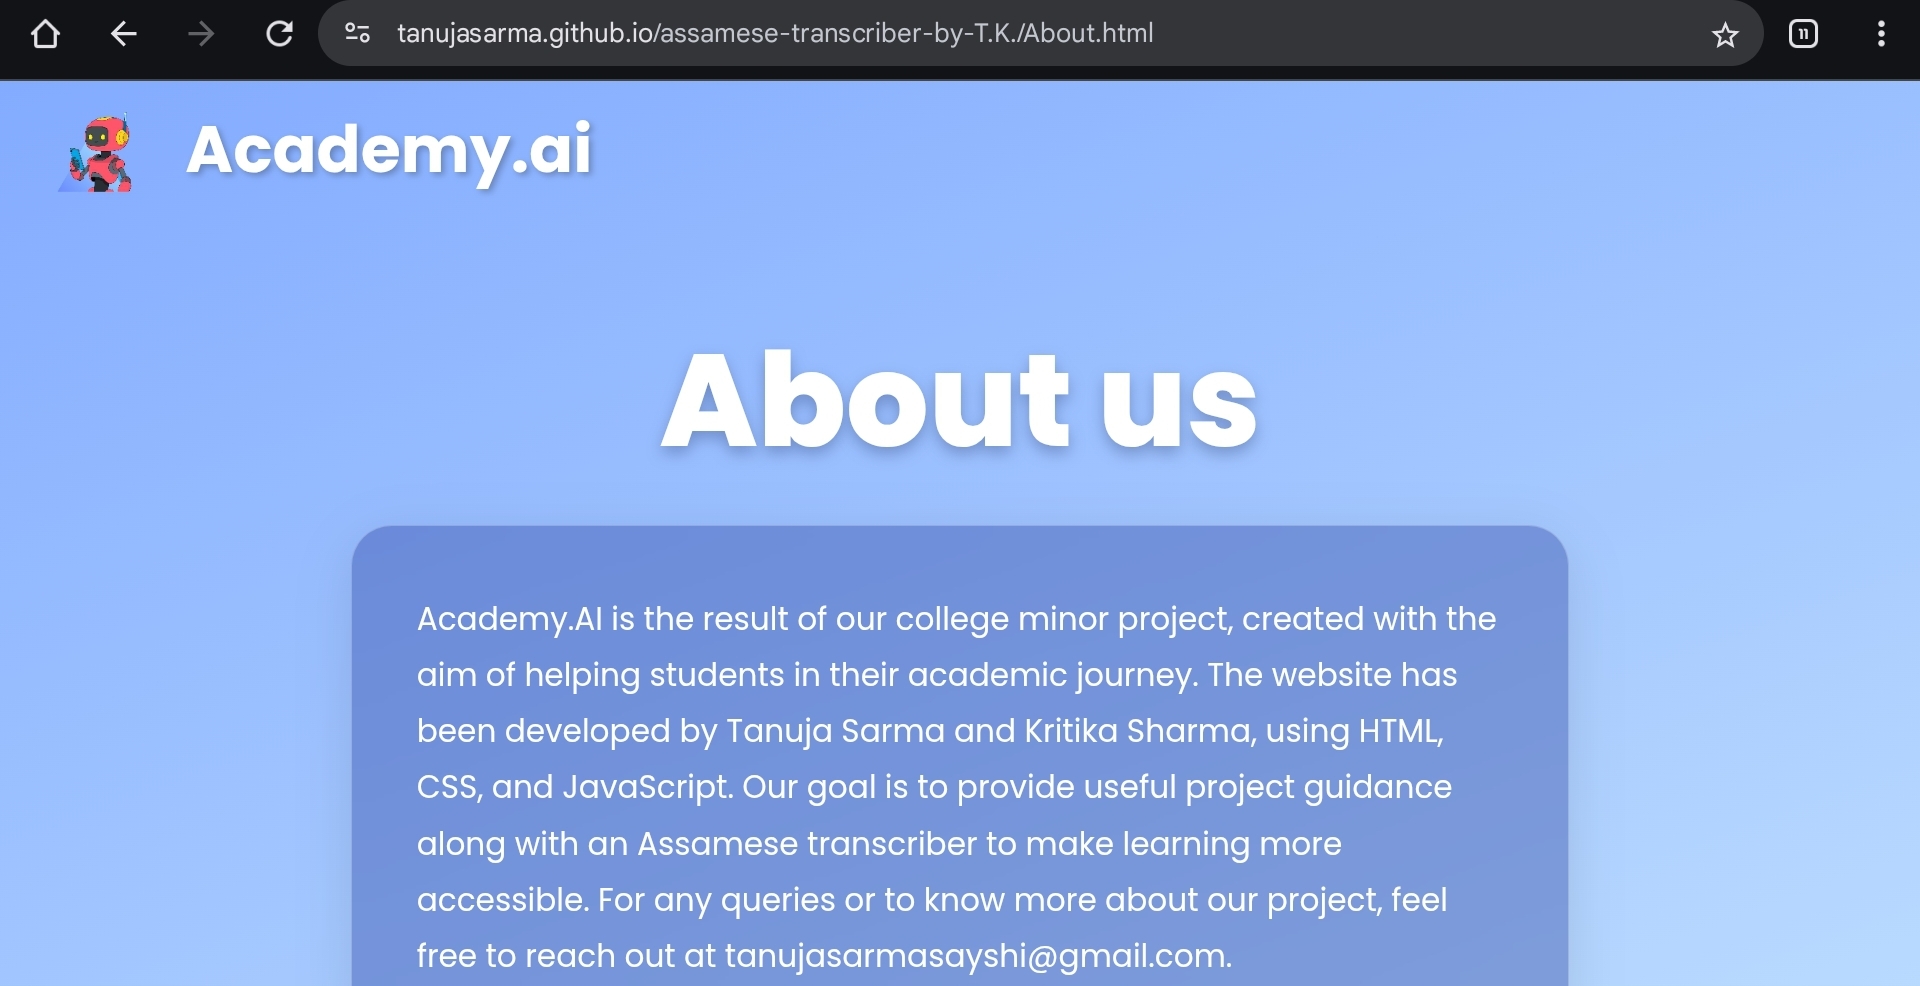 tanujasarma.github.io/assamese-transcriber-by-T.K./About.html
11
Academy.ai
About us
Academy.AI is the result of our college minor project, created with the
aim of helping students in their academic journey. The website has
been developed by Tanuja Sarma and Kritika Sharma, using HTML,
CSS, and JavaScript. Our goal is to provide useful project guidance
along with an Assamese transcriber to make learning more
accessible. For any queries or to know more about our project, feel
free to reach out at tanujasarmasayshi@gmail.com.